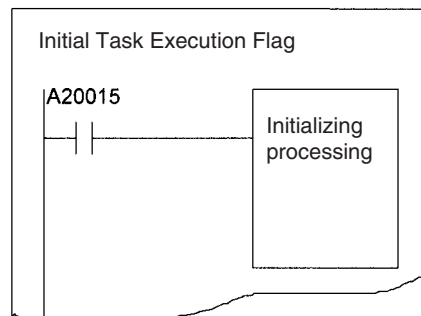 Initial Task Execution Flag
A20015
Initializing
processing